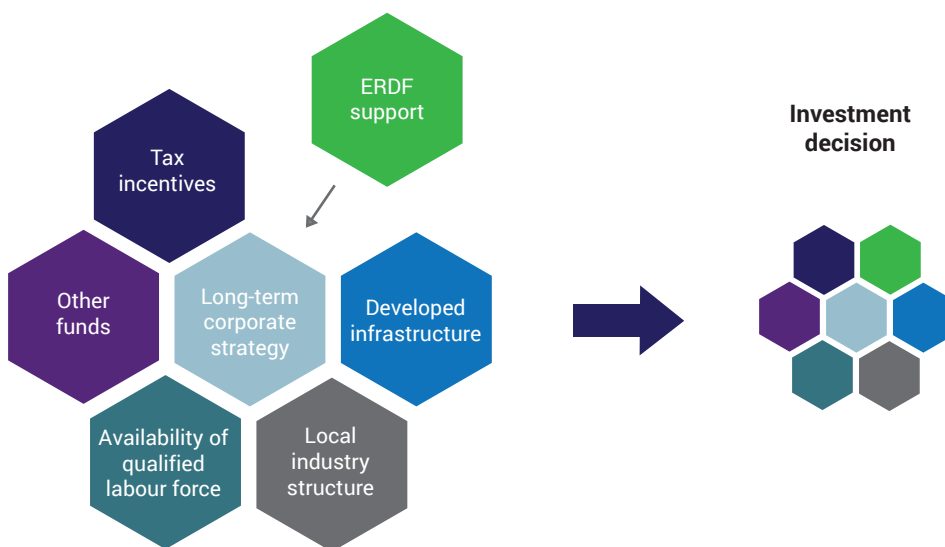 ERDF
support
Investment
decision
Tax
incentives
Other
funds
Long-term
corporate
strategy
Developed
infrastructure
Availability of
qualified
labour force
Local
industry
structure